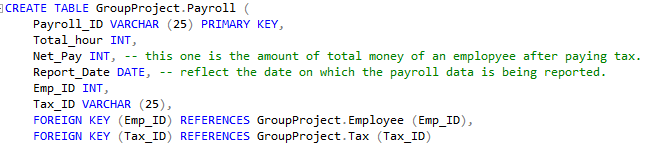 CREATE TABLE GroupProject.Payroll (
Payroll_ID VARCHAR (25) PRIMARY KEY,
Total_hour INT,
Net_Pay INT, -- this one is the amount of total money of an emplopyee after paying tax.
Report_Date DATE, -- reflect the date on which the payroll data is being reported.
Emp_ID INT,
Tax_ID VARCHAR (25),
FOREIGN KEY (Emp_ID) REFERENCES GroupProject.Employee (Emp_ID),
FOREIGN KEY (Tax_ID) REFERENCES GroupProject.Tax (Tax_ID)